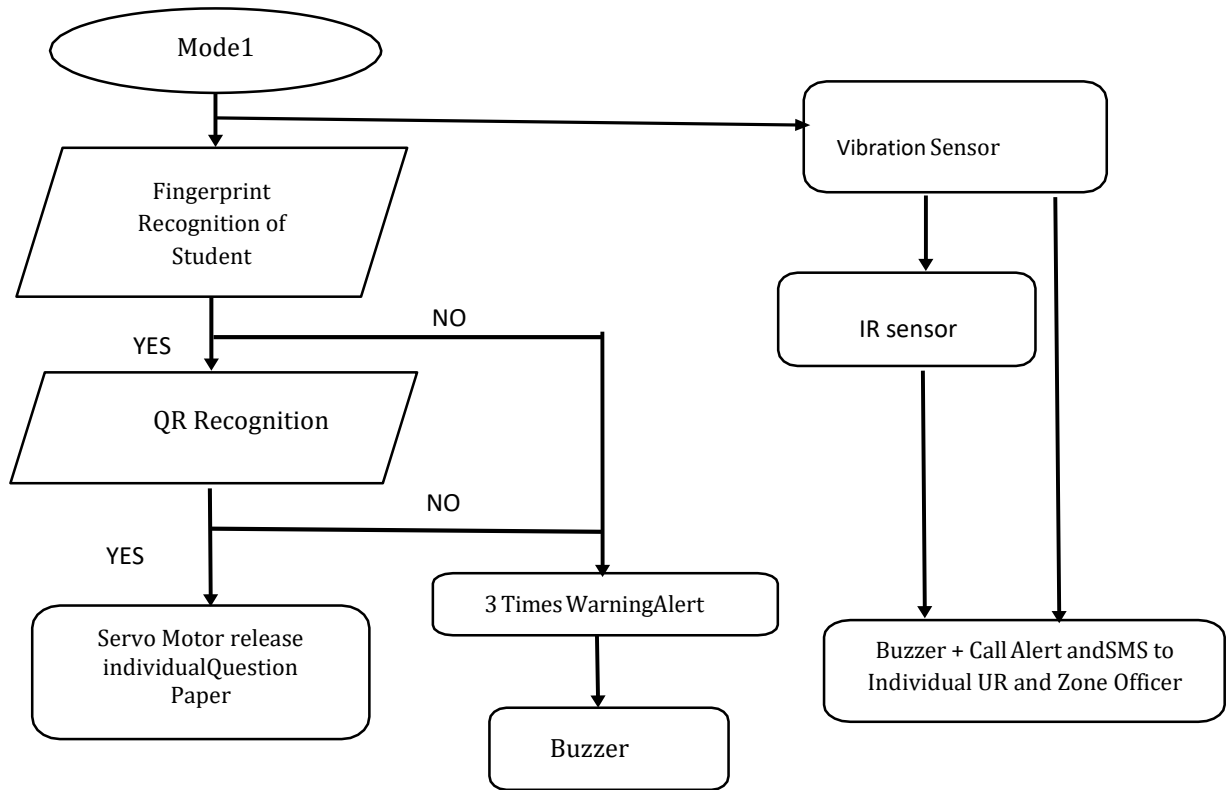 Mode1
Vibration Sensor
Fingerprint
Recognition of
Student
IR sensor
NO
YES
QR Recognition
NO
YES
3 Times WarningAlert
Servo Motor release
individualQuestion
Paper
Buzzer + Call Alert andSMS to
Individual UR and Zone Officer
Buzzer